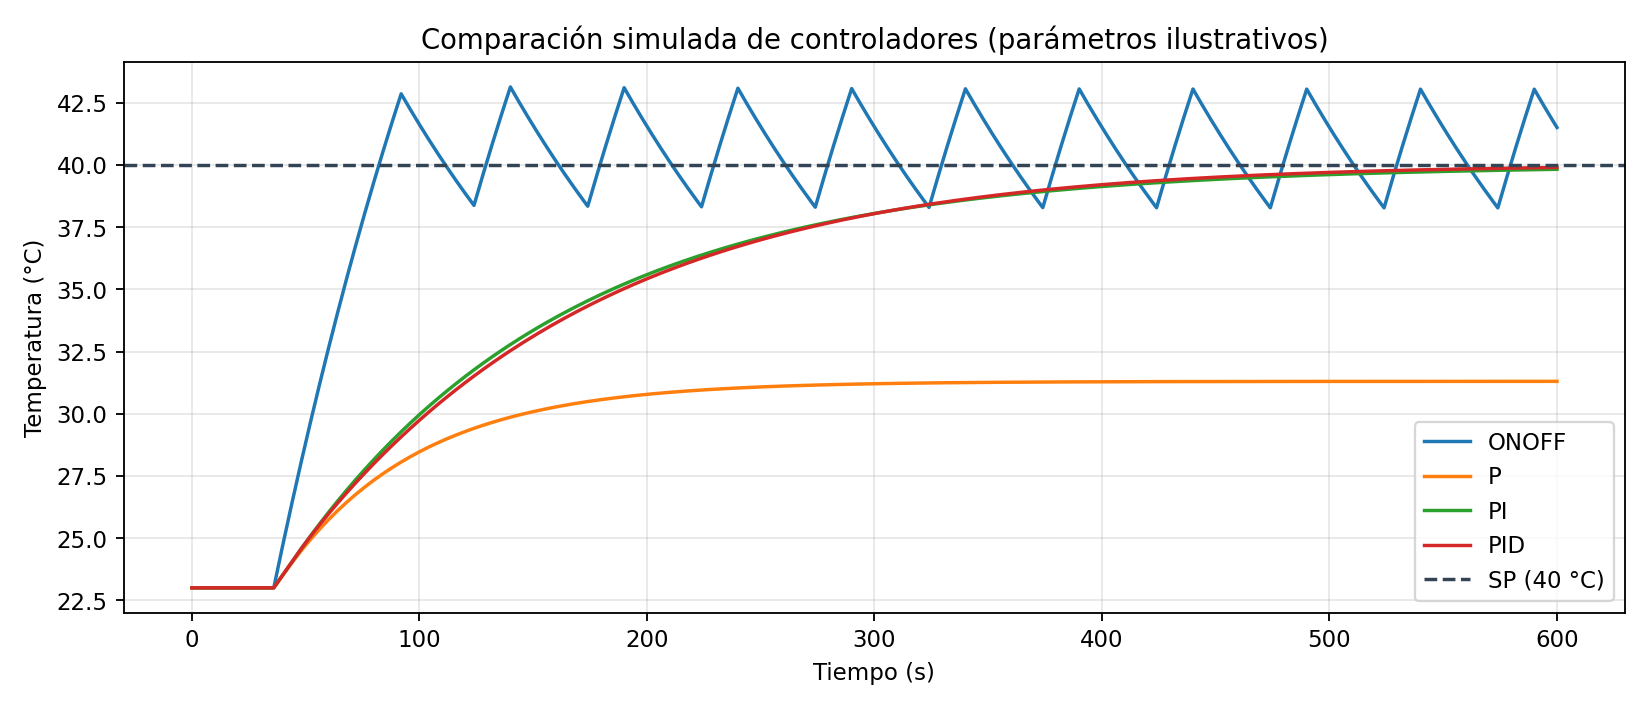 Comparación simulada de controladores (parámetros ilustrativos)
Temperatura (°C)
42.5
40.0
37.5
35.0
32.5
30.0
27.5
25.0
22.5
ONOFF
P
PI
PID
SP (40 °C)
0 100 200 300 400 500 600
Tiempo (s)